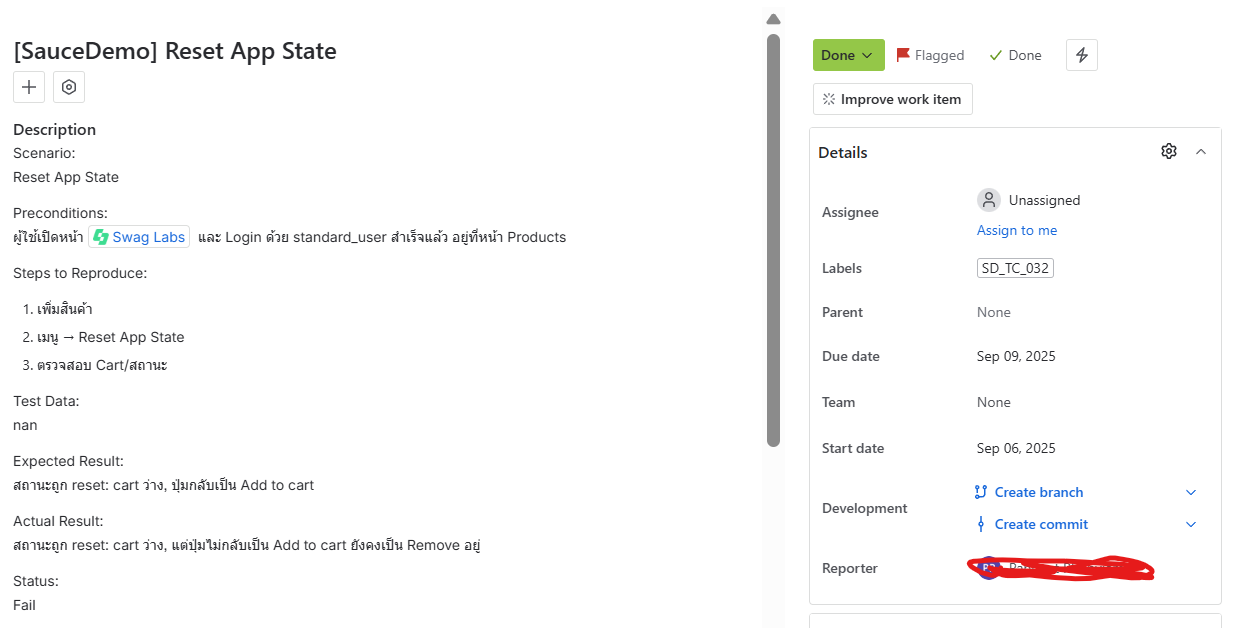 [SauceDemo] Reset App State
Description
Scenario:
Reset App State
Preconditions:
ผู้ใช้เปิดหน้า Swag Labs และ Login ด้วย standard_user สำเร็จแล้ว อยู่ที่หน้า Products
Steps to Reproduce:
1. เพิ่มสินค้า
2. เมนู → Reset App State
3. ตรวจสอบ Cart/สถานะ
Test Data:
nan
Expected Result:
สถานะถูก reset: cart ว่าง, ปุ่มกลับเป็น Add to cart
Actual Result:
สถานะถูก reset: cart ว่าง, แต่ปุ่มไม่กลับเป็น Add to cart ยังคงเป็น Remove อยู่
Status:
Fail
Done Flagged Done
Improve work item
Details
Assignee Unassigned
Assign to me
Labels SD_TC_032
Parent None
Due date Sep 09, 2025
Team None
Start date Sep 06, 2025
Development Create branch
Create commit
Reporter